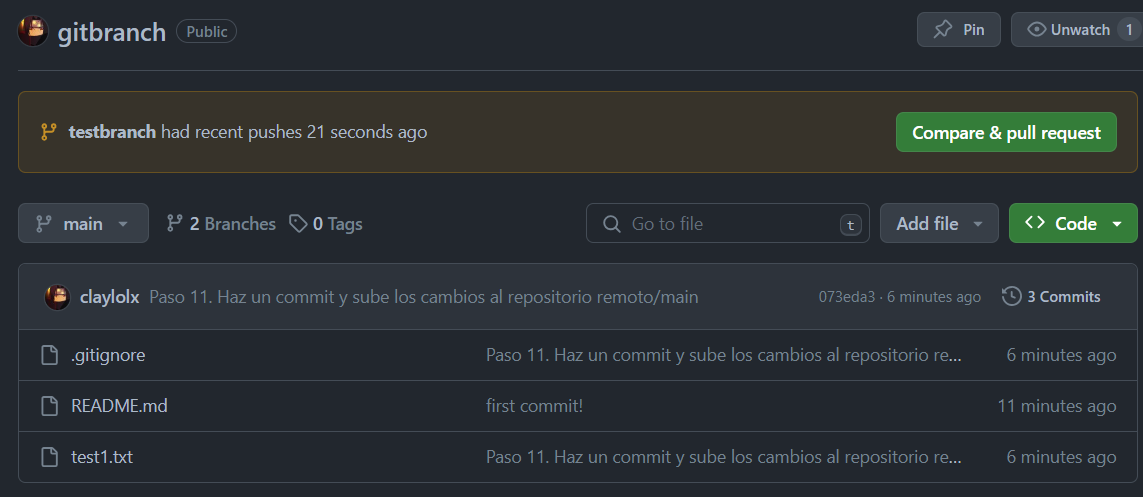 gitbranch Public Pin Unwatch 1
testbranch had recent pushes 21 seconds ago Compare & pull request
main 2 Branches 0 Tags Go to file t Add file Code
claylolx Paso 11. Haz un commit y sube los cambios al repositorio remoto/main 073eda3 · 6 minutes ago 3 Commits
.gitignore Paso 11. Haz un commit y sube los cambios al repositorio re... 6 minutes ago
README.md first commit! 11 minutes ago
test1.txt Paso 11. Haz un commit y sube los cambios al repositorio re... 6 minutes ago